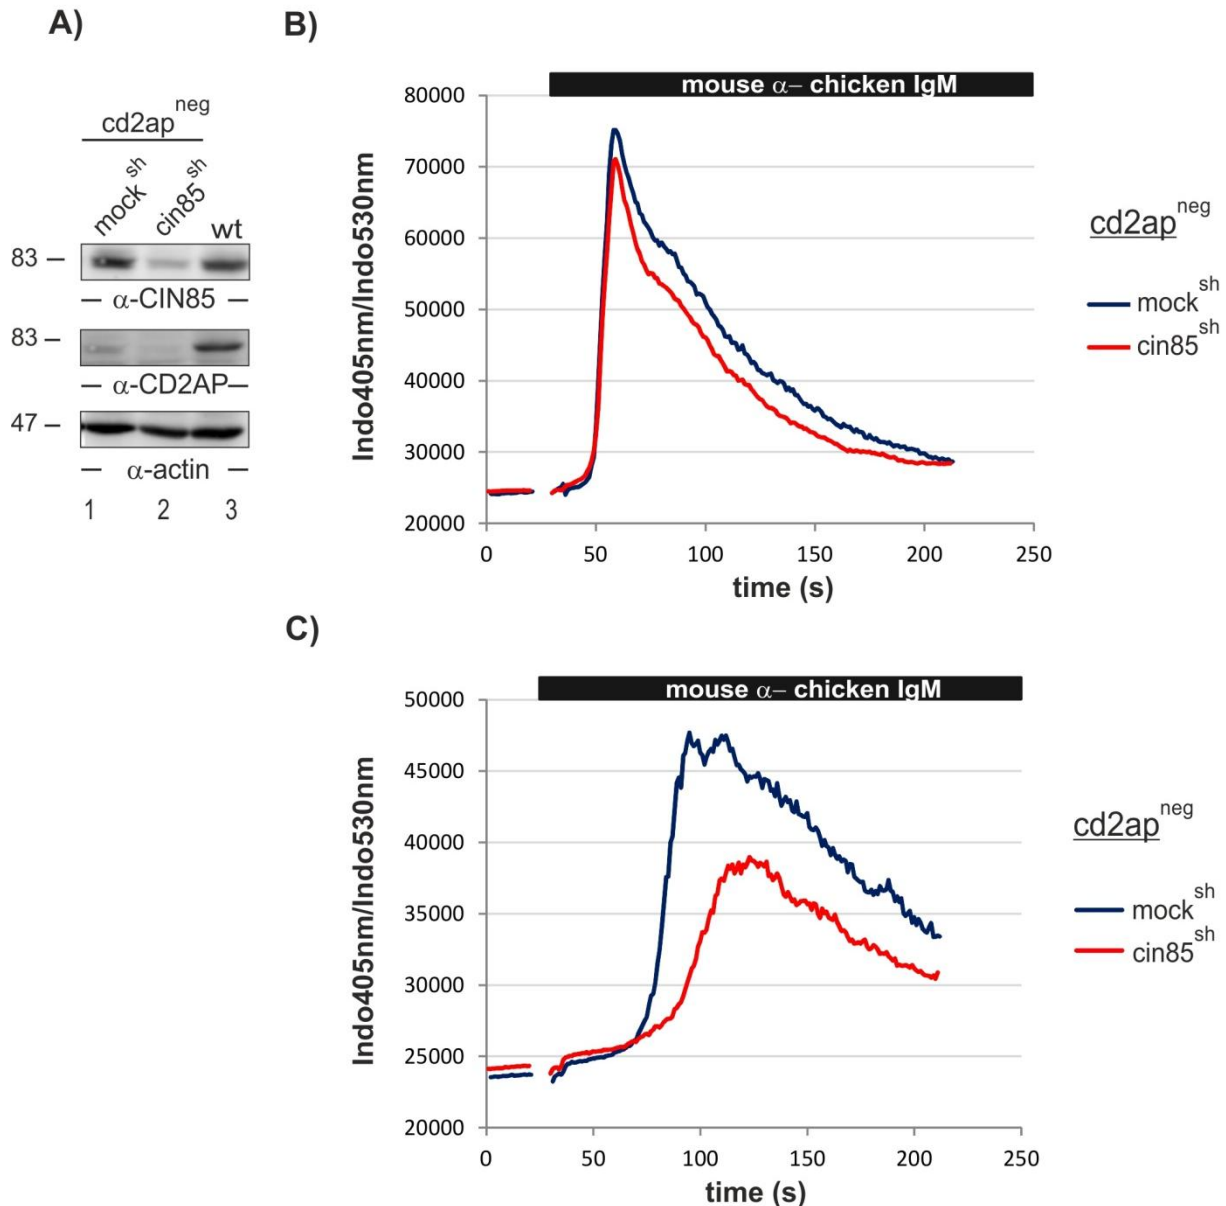 A)
cd2ap^neg
mock^sh
cin85^sh
wt
83 –
– α-CIN85 –
83 –
– α-CD2AP –
47 –
– α-actin –
1 2 3
B)
mouse α– chicken IgM
80000
70000
60000
50000
40000
30000
20000
0 50 100 150 200 250
Indo405nm/Indo530nm
time (s)
cd2ap^neg
mock^sh
cin85^sh
C)
mouse α– chicken IgM
50000
45000
40000
35000
30000
25000
20000
0 50 100 150 200 250
Indo405nm/Indo530nm
time (s)
cd2ap^neg
mock^sh
cin85^sh